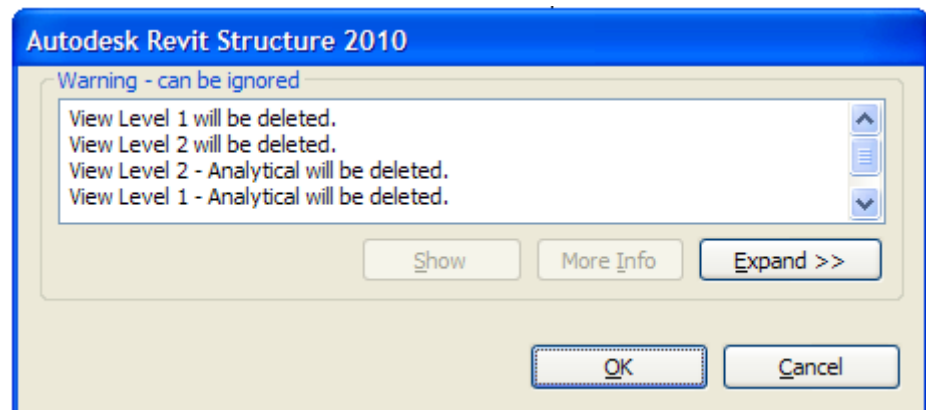 Autodesk Revit Structure 2010
Warning - can be ignored
View Level 1 will be deleted.
View Level 2 will be deleted.
View Level 2 - Analytical will be deleted.
View Level 1 - Analytical will be deleted.
Show More Info Expand >>
OK Cancel